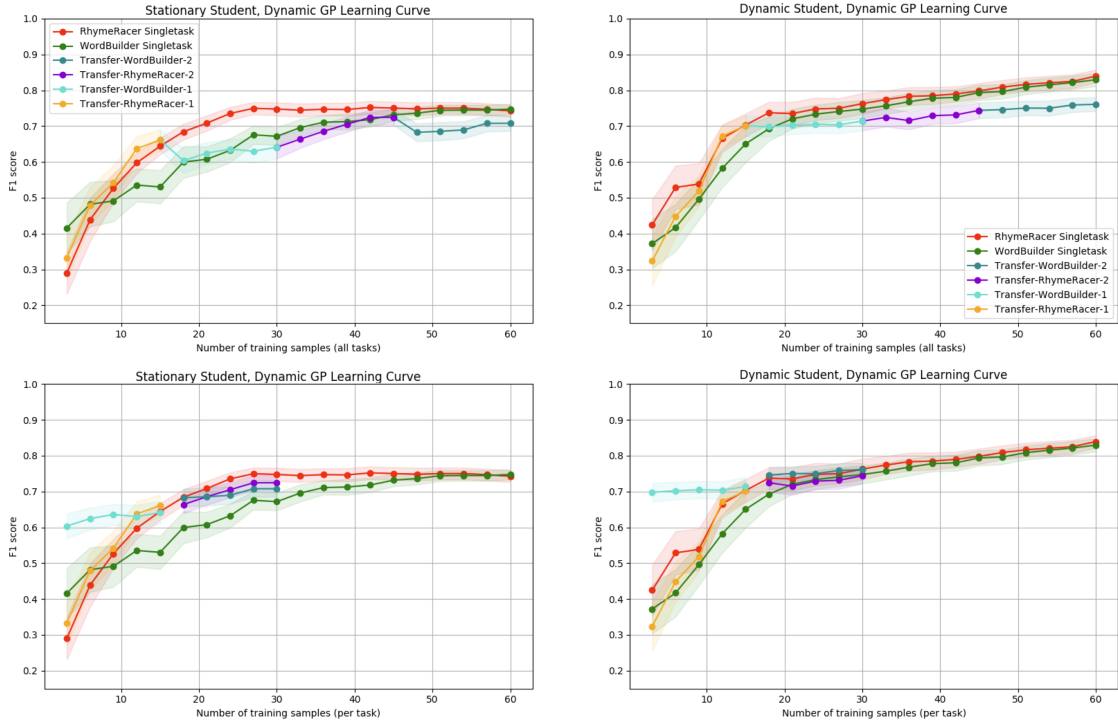 Stationary Student, Dynamic GP Learning Curve
1.0
0.9
0.8
0.7
0.6
0.5
0.4
0.3
0.2
F1 score
RhymeRacer Singletask
WordBuilder Singletask
Transfer-WordBuilder-2
Transfer-RhymeRacer-2
Transfer-WordBuilder-1
Transfer-RhymeRacer-1
10 20 30 40 50 60
Number of training samples (all tasks)
Dynamic Student, Dynamic GP Learning Curve
1.0
0.9
0.8
0.7
0.6
0.5
0.4
0.3
0.2
F1 score
RhymeRacer Singletask
WordBuilder Singletask
Transfer-WordBuilder-2
Transfer-RhymeRacer-2
Transfer-WordBuilder-1
Transfer-RhymeRacer-1
10 20 30 40 50 60
Number of training samples (all tasks)
Stationary Student, Dynamic GP Learning Curve
1.0
0.9
0.8
0.7
0.6
0.5
0.4
0.3
0.2
F1 score
10 20 30 40 50 60
Number of training samples (per task)
Dynamic Student, Dynamic GP Learning Curve
1.0
0.9
0.8
0.7
0.6
0.5
0.4
0.3
0.2
F1 score
10 20 30 40 50 60
Number of training samples (per task)